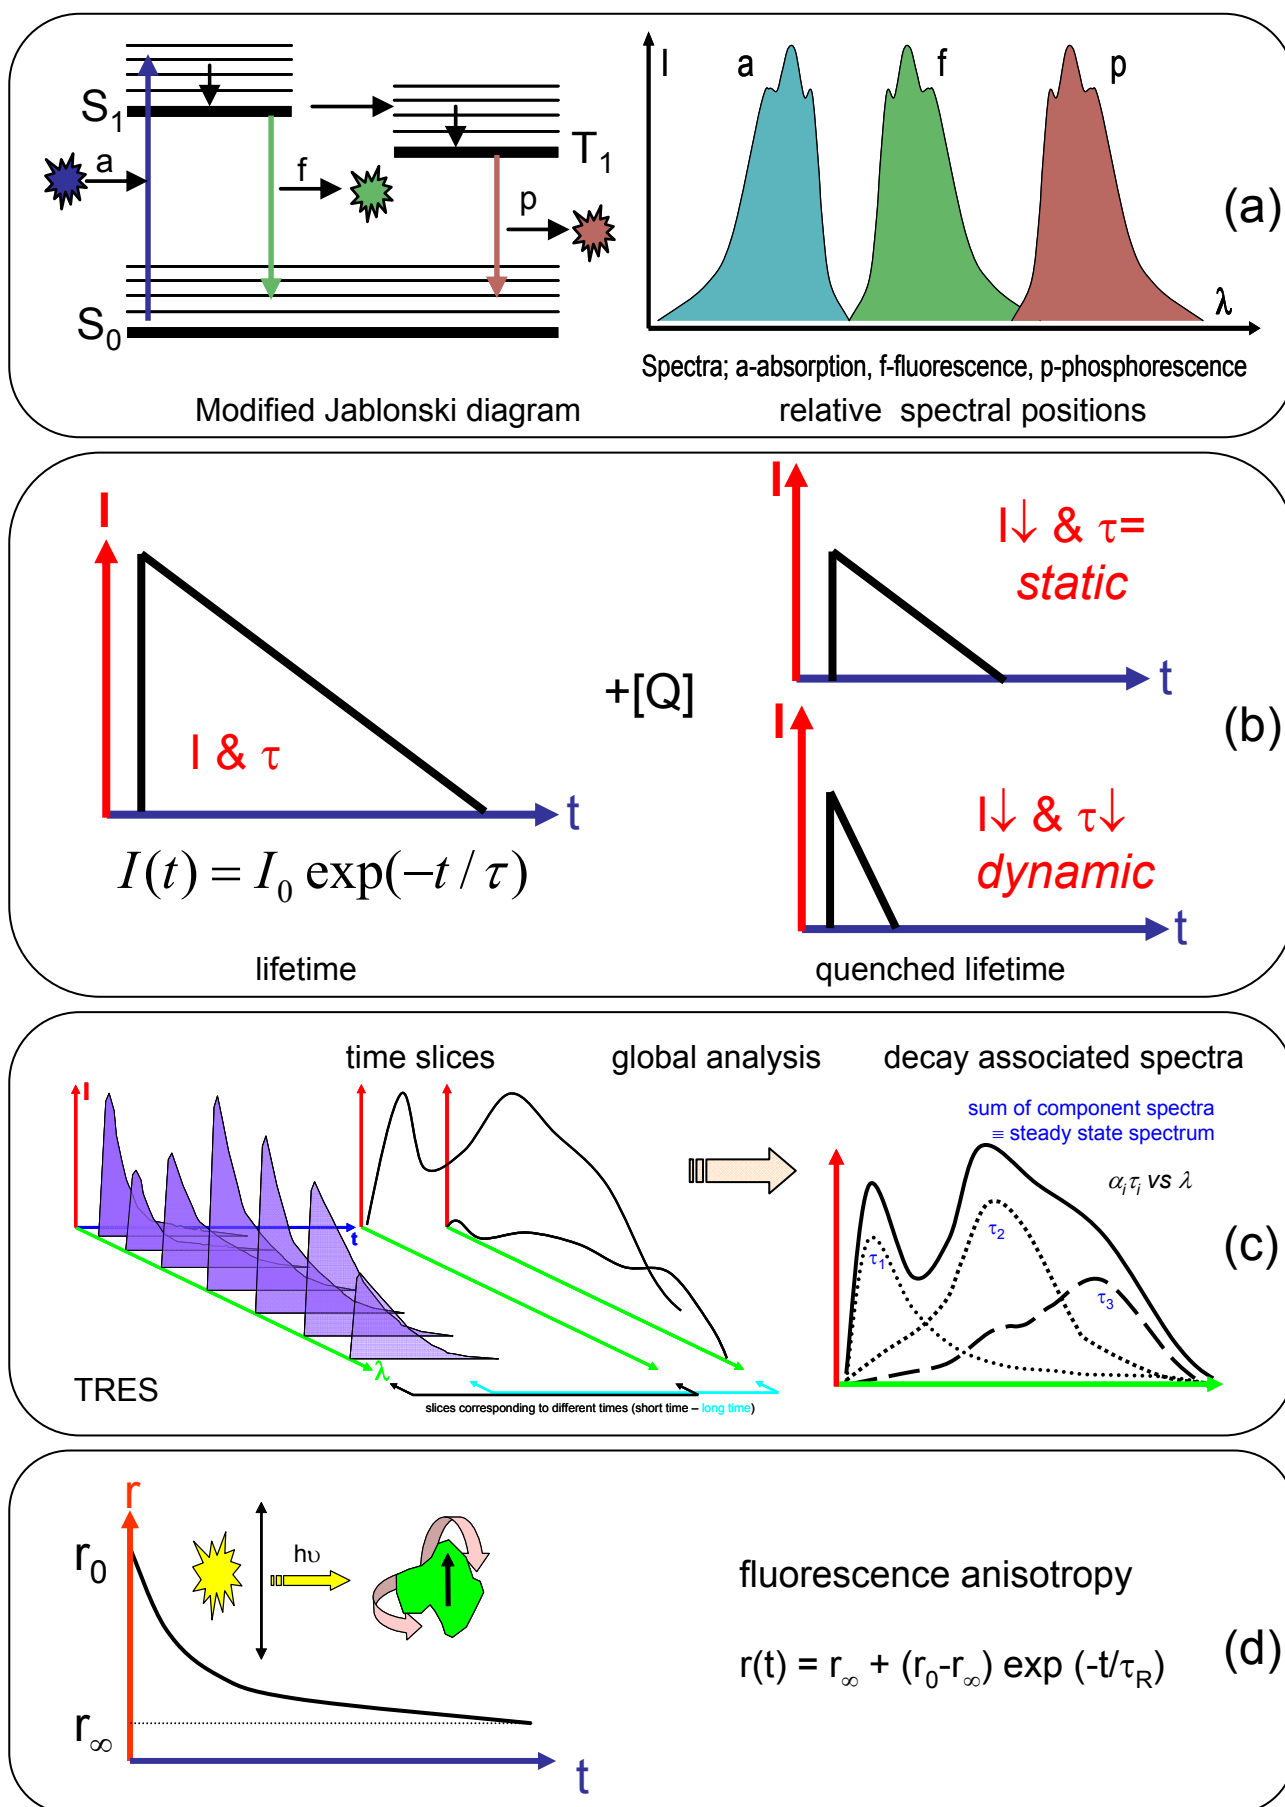 S1
a
f
T1
p
S0
Modified Jablonski diagram
I
a
f
p
λ
(a)
Spectra; a-absorption, f-fluorescence, p-phosphorescence
relative spectral positions
I
I & τ
t
I(t) = I0 exp(-t / τ)
lifetime
+[Q]
I
I↓ & τ=
static
t
I
I↓ & τ↓
dynamic
t
quenched lifetime
(b)
time slices
global analysis
decay associated spectra
I
t
λ
TRES
slices corresponding to different times (short time – long time)
sum of component spectra
≡ steady state spectrum
αiτi vs λ
τ1
τ2
τ3
(c)
r
r0
hυ
r∞
t
fluorescence anisotropy
r(t) = r∞ + (r0-r∞) exp (-t/τR)
(d)